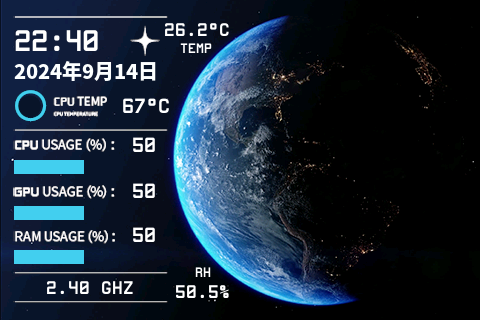 22:40
26.2°C
TEMP
2024年9月14日
CPU TEMP 67°C
CPU TEMPERATURE
CPU USAGE (%) : 50
GPU USAGE (%) : 50
RAM USAGE (%) : 50
2.40 GHZ
RH
50.5%